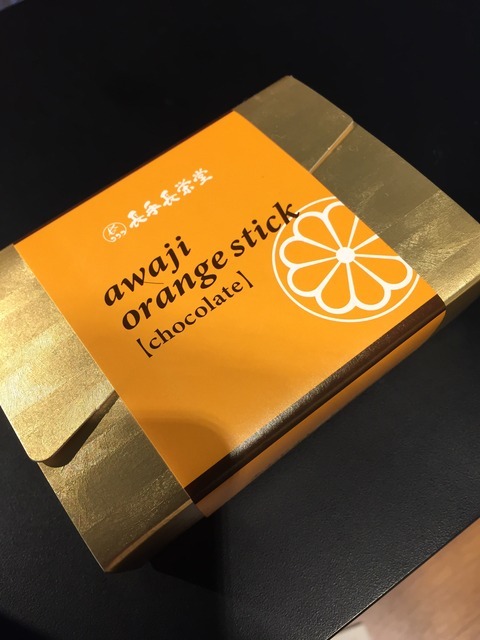 長手長栄堂
awaji
orange stick
[chocolate]